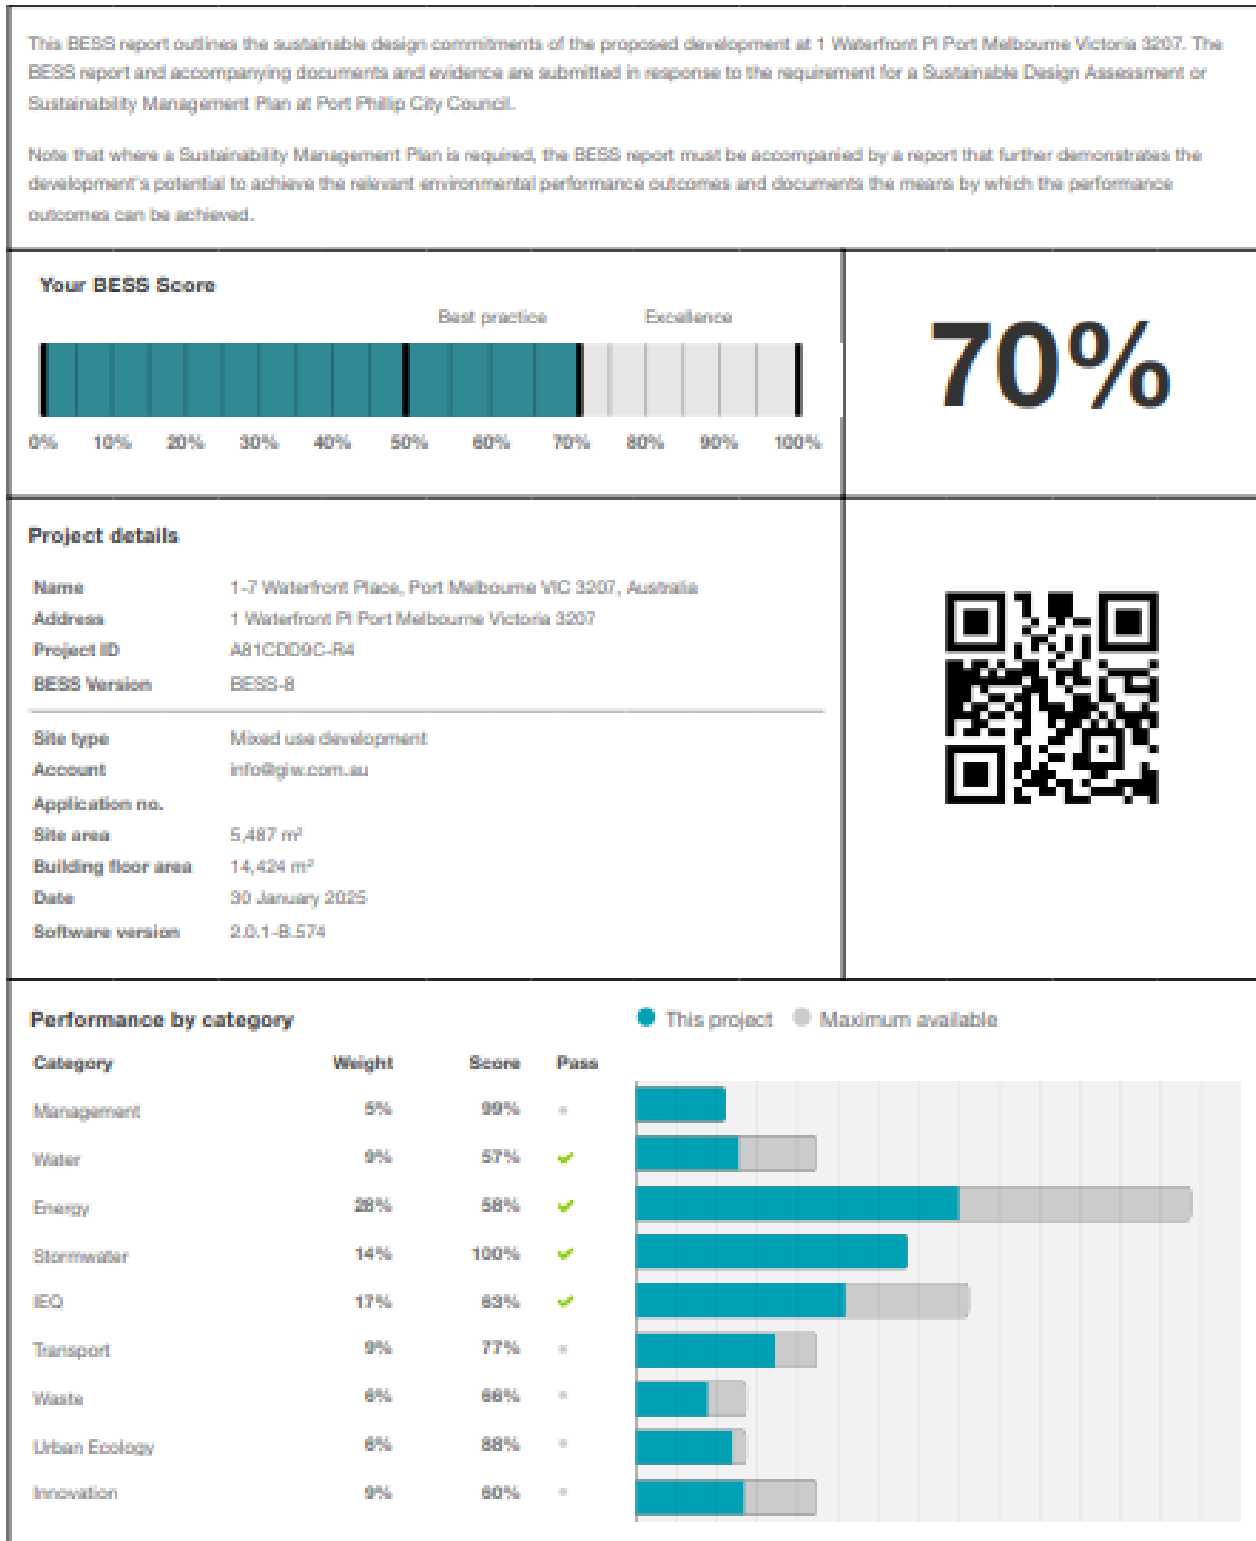 This BESS report outlines the sustainable design commitments of the proposed development at 1 Waterfront Pl Port Melbourne Victoria 3207. The
BESS report and accompanying documents and evidence are submitted in response to the requirement for a Sustainable Design Assessment or
Sustainability Management Plan at Port Phillip City Council.
Note that where a Sustainability Management Plan is required, the BESS report must be accompanied by a report that further demonstrates the
development's potential to achieve the relevant environmental performance outcomes and documents the means by which the performance
outcomes can be achieved.
Your BESS Score
Best practice Excellence
0% 10% 20% 30% 40% 50% 60% 70% 80% 90% 100%
70%
Project details
Name 1-7 Waterfront Place, Port Melbourne VIC 3207, Australia
Address 1 Waterfront Pl Port Melbourne Victoria 3207
Project ID A81CDD9C-R4
BESS Version BESS-8
Site type Mixed use development
Account info@giw.com.au
Application no.
Site area 5,487 m²
Building floor area 14,424 m²
Date 30 January 2025
Software version 2.0.1-B.574
Performance by category
This project Maximum available
Category Weight Score Pass
Management 5% 99%
Water 9% 57%
Energy 28% 58%
Stormwater 14% 100%
IEQ 17% 63%
Transport 9% 77%
Waste 6% 66%
Urban Ecology 6% 88%
Innovation 9% 60%